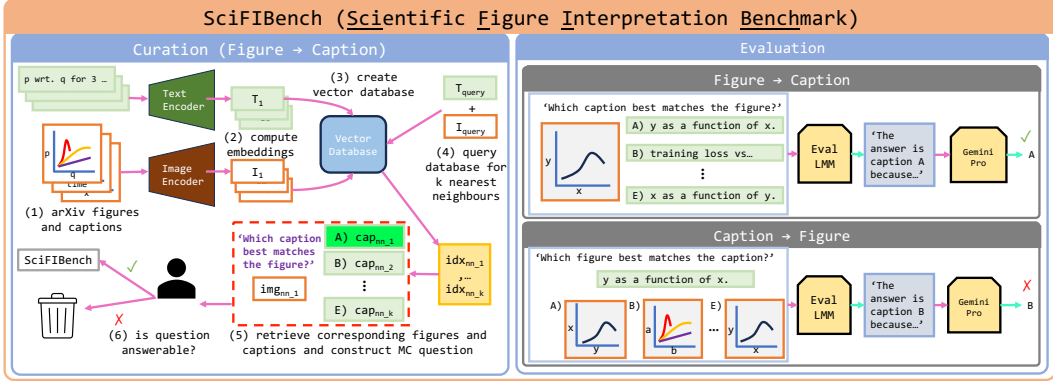 SciFIBench (Scientific Figure Interpretation Benchmark)
Curation (Figure → Caption)
p wrt. q for 3 …
Text
Encoder
T1
(3) create
vector database
Tquery
+
Iquery
p
q
time
x
Image
Encoder
(2) compute
embeddings
I1
Vector
Database
(4) query
database for
k nearest
neighbours
(1) arXiv figures
and captions
SciFIBench
✓
✗
(6) is question
answerable?
‘Which caption
best matches
the figure?’
imgnn_1
A) capnn_1
B) capnn_2
⋮
E) capnn_k
idxnn_1
,…
idxnn_k
(5) retrieve corresponding figures and
captions and construct MC question
Evaluation
Figure → Caption
‘Which caption best matches the figure?’
y
x
A) y as a function of x.
B) training loss vs…
⋮
E) x as a function of y.
Eval
LMM
‘The
answer is
caption A
because…’
Gemini
Pro
✓
A
Caption → Figure
‘Which figure best matches the caption?’
y as a function of x.
A)
x
y
B)
a
b
…
E)
y
x
Eval
LMM
‘The
answer is
caption B
because…’
Gemini
Pro
✗
B